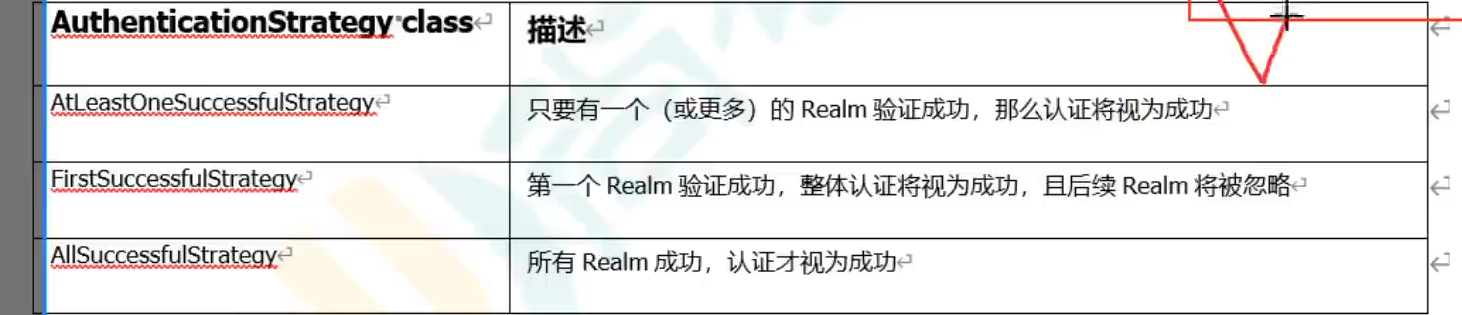 AuthenticationStrategy class
描述
AtLeastOneSuccessfulStrategy
只要有一个（或更多）的 Realm 验证成功，那么认证将视为成功
FirstSuccessfulStrategy
第一个 Realm 验证成功，整体认证将视为成功，且后续 Realm 将被忽略
AllSuccessfulStrategy
所有 Realm 成功，认证才视为成功